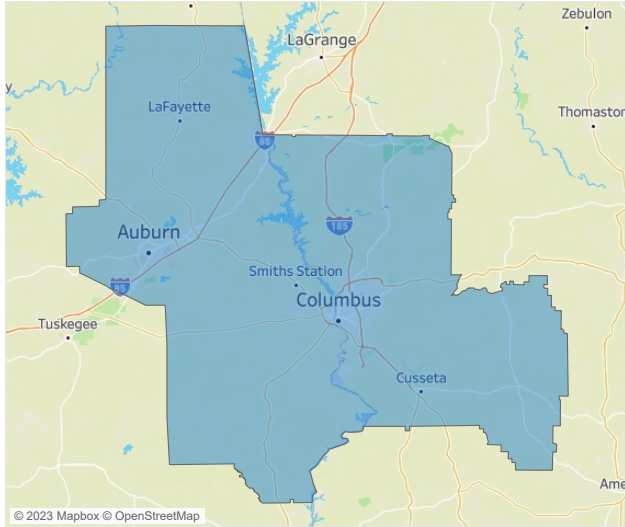 Zebulon
LaGrange
y
LaFayette
Thomaston
85
185
Auburn
Smiths Station
85
Columbus
Tuskegee
Cusseta
Ame
© 2023 Mapbox © OpenStreetMap